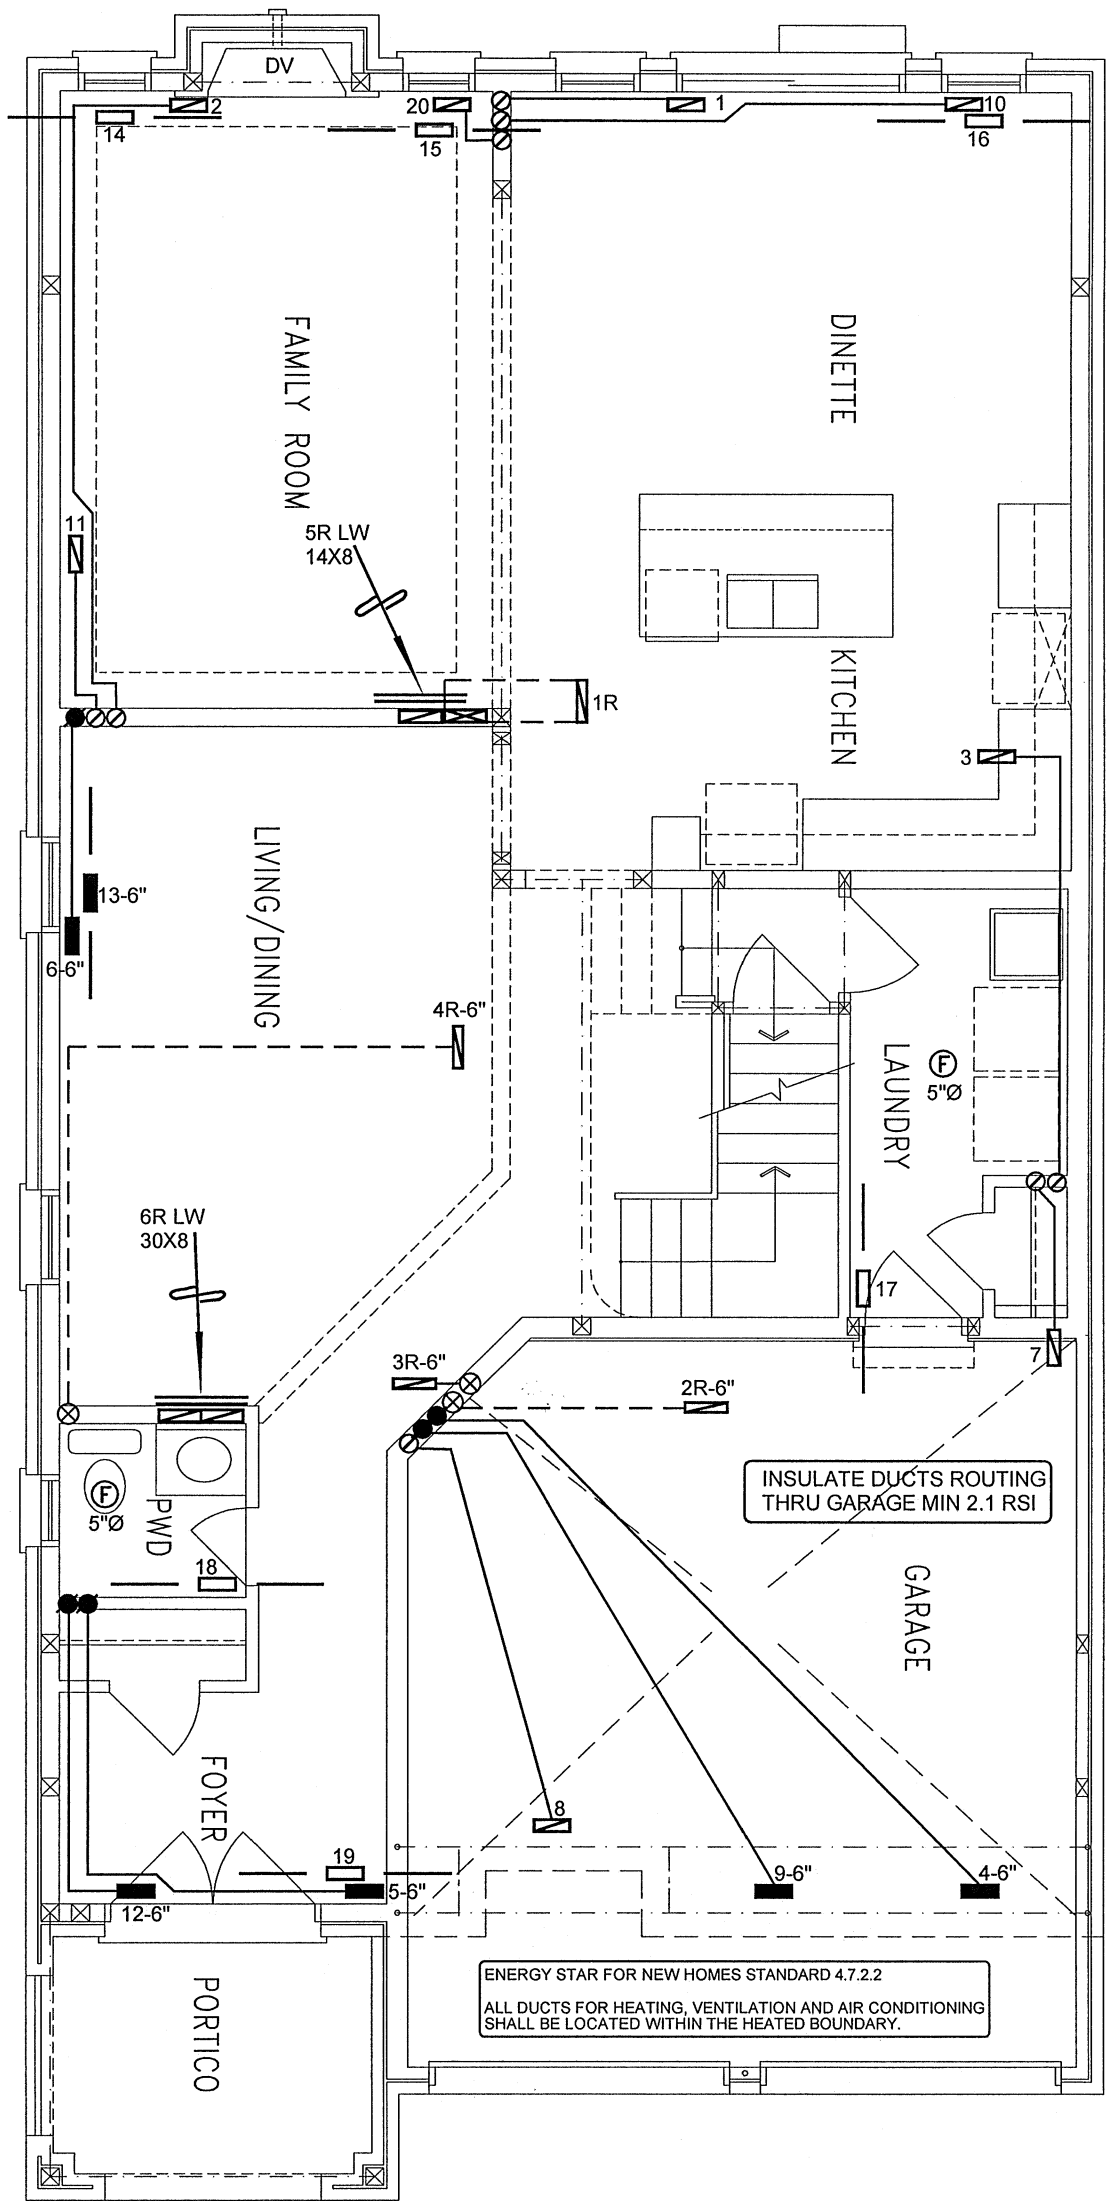 DV
2
20
1
10
14
15
16
DINETTE
FAMILY ROOM
11
5R LW
14X8
KITCHEN
1R
3
LIVING/DINING
13-6"
6-6"
4R-6"
LAUNDRY
F
5"Ø
6R LW
30X8
17
7
3R-6"
2R-6"
INSULATE DUCTS ROUTING
THRU GARAGE MIN 2.1 RSI
F
5"Ø
PWD
18
GARAGE
FOYER
8
19
9-6"
4-6"
5-6"
12-6"
ENERGY STAR FOR NEW HOMES STANDARD 4.7.2.2
ALL DUCTS FOR HEATING, VENTILATION AND AIR CONDITIONING
SHALL BE LOCATED WITHIN THE HEATED BOUNDARY.
PORTICO